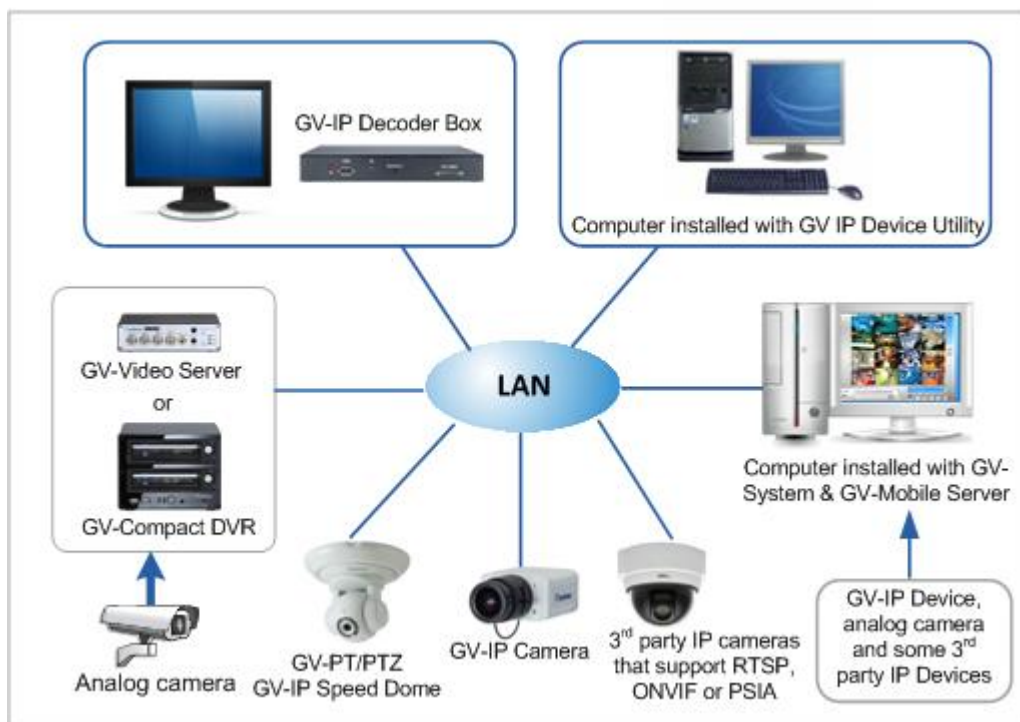 GV-IP Decoder Box
Computer installed with GV IP Device Utility
GV-Video Server
or
GV-Compact DVR
LAN
Computer installed with GV-
System & GV-Mobile Server
Analog camera
GV-PT/PTZ
GV-IP Speed Dome
GV-IP Camera
3rd party IP cameras
that support RTSP,
ONVIF or PSIA
GV-IP Device,
analog camera
and some 3rd
party IP Devices